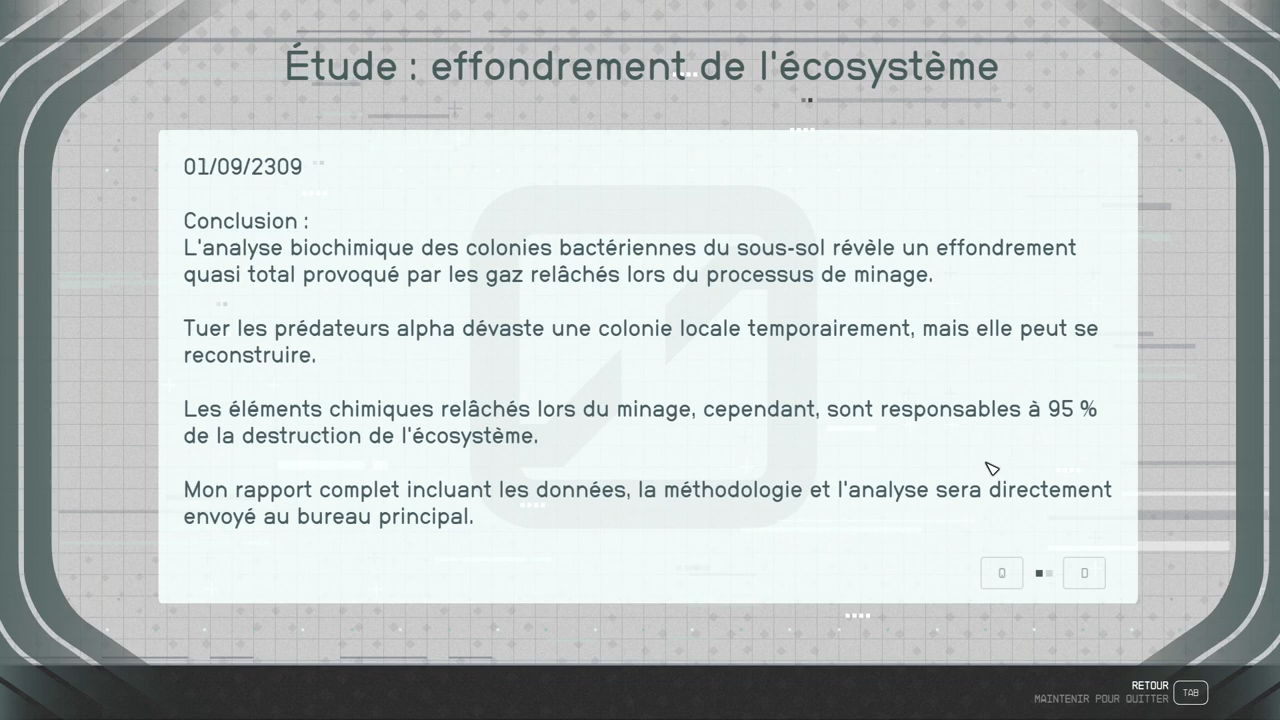 Étude : effondrement de l'écosystème
01/09/2309
Conclusion :
L'analyse biochimique des colonies bactériennes du sous-sol révèle un effondrement
quasi total provoqué par les gaz relâchés lors du processus de minage.
Tuer les prédateurs alpha dévaste une colonie locale temporairement, mais elle peut se
reconstruire.
Les éléments chimiques relâchés lors du minage, cependant, sont responsables à 95 %
de la destruction de l'écosystème.
Mon rapport complet incluant les données, la méthodologie et l'analyse sera directement
envoyé au bureau principal.
RETOUR
MAINTENIR POUR QUITTER
TAB